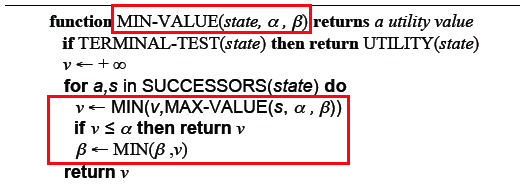 function MIN-VALUE(state, α , β) returns a utility value
if TERMINAL-TEST(state) then return UTILITY(state)
v ← + ∞
for a,s in SUCCESSORS(state) do
v ← MIN(v,MAX-VALUE(s, α , β))
if v ≤ α then return v
β ← MIN(β ,v)
return v